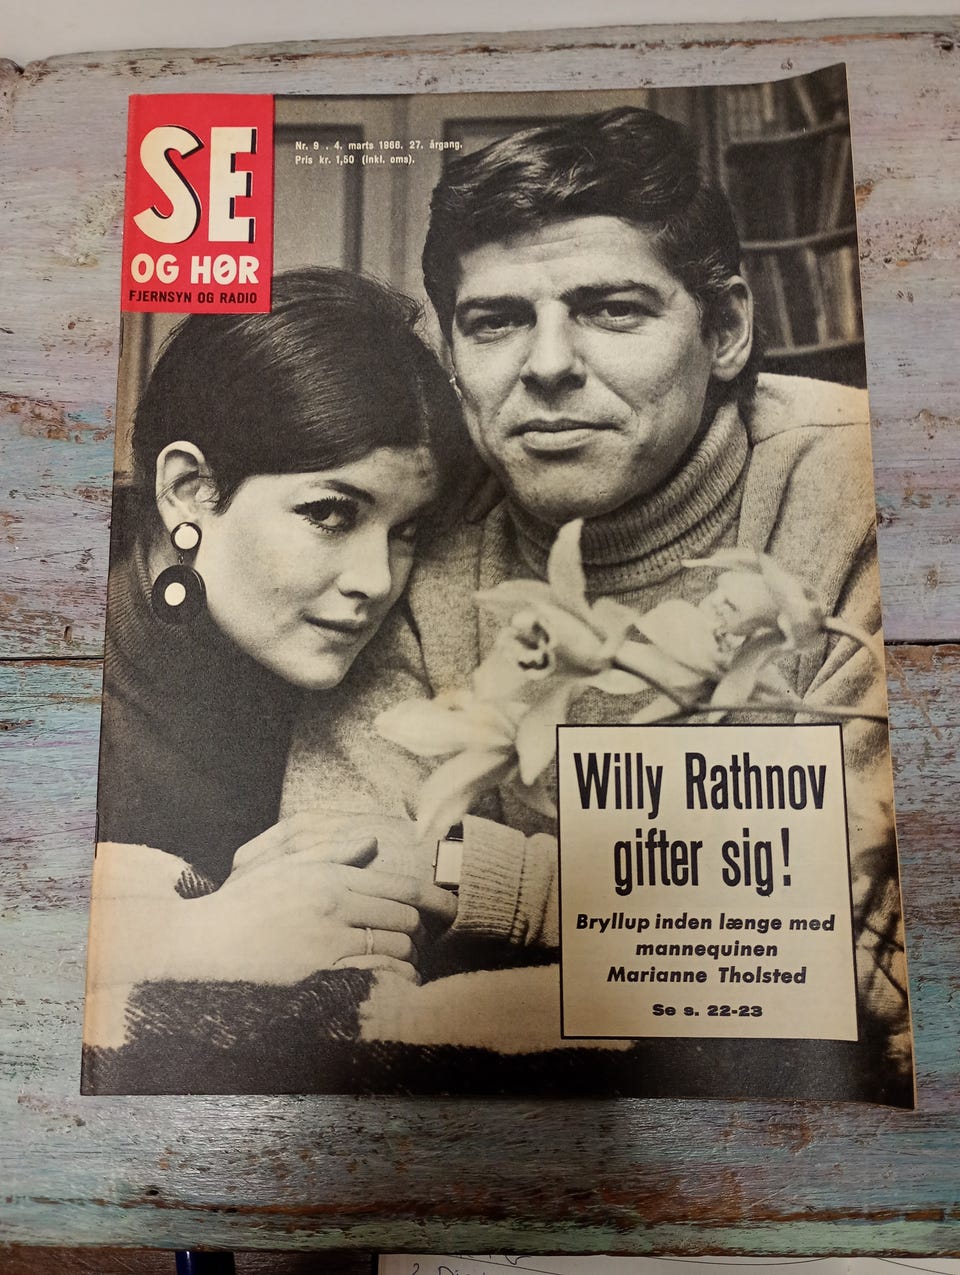 SE
OG HØR
FJERNSYN OG RADIO
Nr. 9 . 4. marts 1966. 27. årgang.
Pris kr. 1,50 (inkl. oms).
Willy Rathnov
gifter sig!
Bryllup inden længe med
mannequinen
Marianne Tholsted
Se s. 22-23